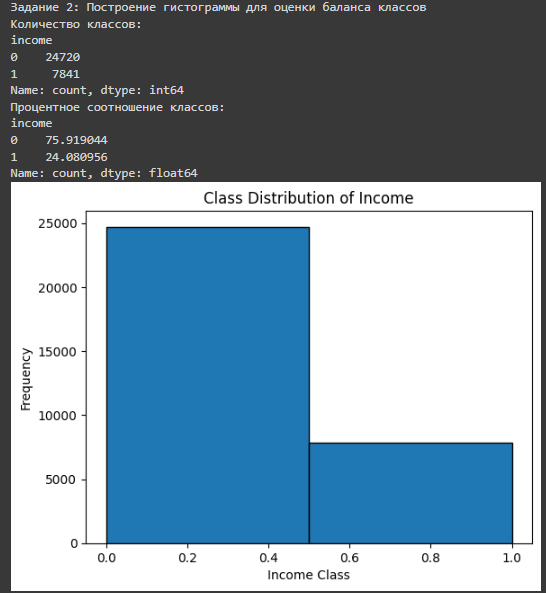 Задание 2: Построение гистограммы для оценки баланса классов
Количество классов:
income
0    24720
1     7841
Name: count, dtype: int64
Процентное соотношение классов:
income
0    75.919044
1    24.080956
Name: count, dtype: float64
Class Distribution of Income
25000
20000
15000
10000
5000
0
Frequency
0.0 0.2 0.4 0.6 0.8 1.0
Income Class